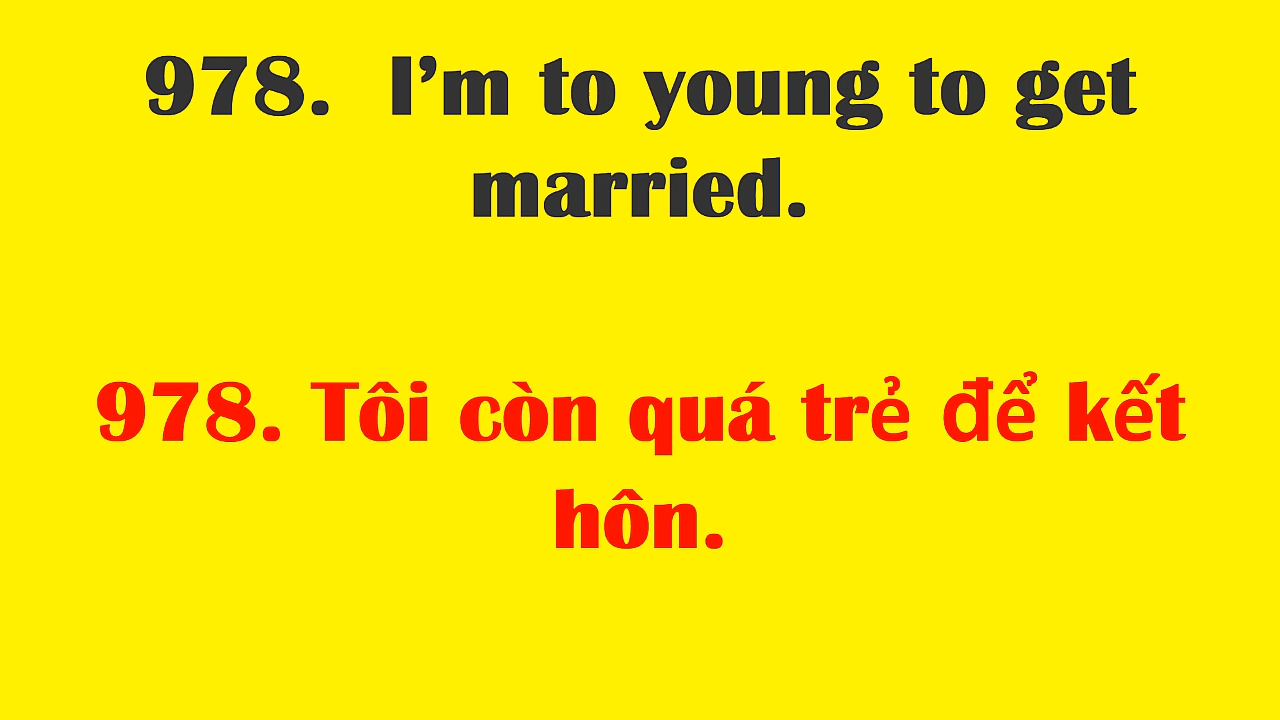 978.  I’m to young to get
married.
978. Tôi còn quá trẻ để kết
hôn.